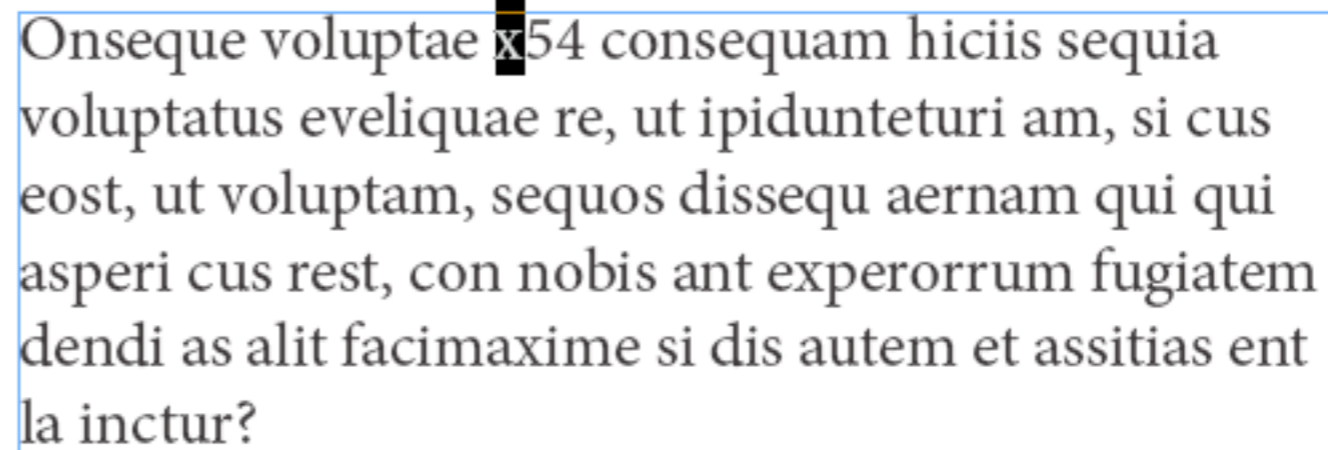 Onseque voluptae x54 consequam hiciis sequia
voluptatus eveliquae re, ut ipidunteturi am, si cus
eost, ut voluptam, sequos dissequ aernam qui qui
asperi cus rest, con nobis ant experorrum fugiatem
dendi as alit facimaxime si dis autem et assitias ent
la inctur?